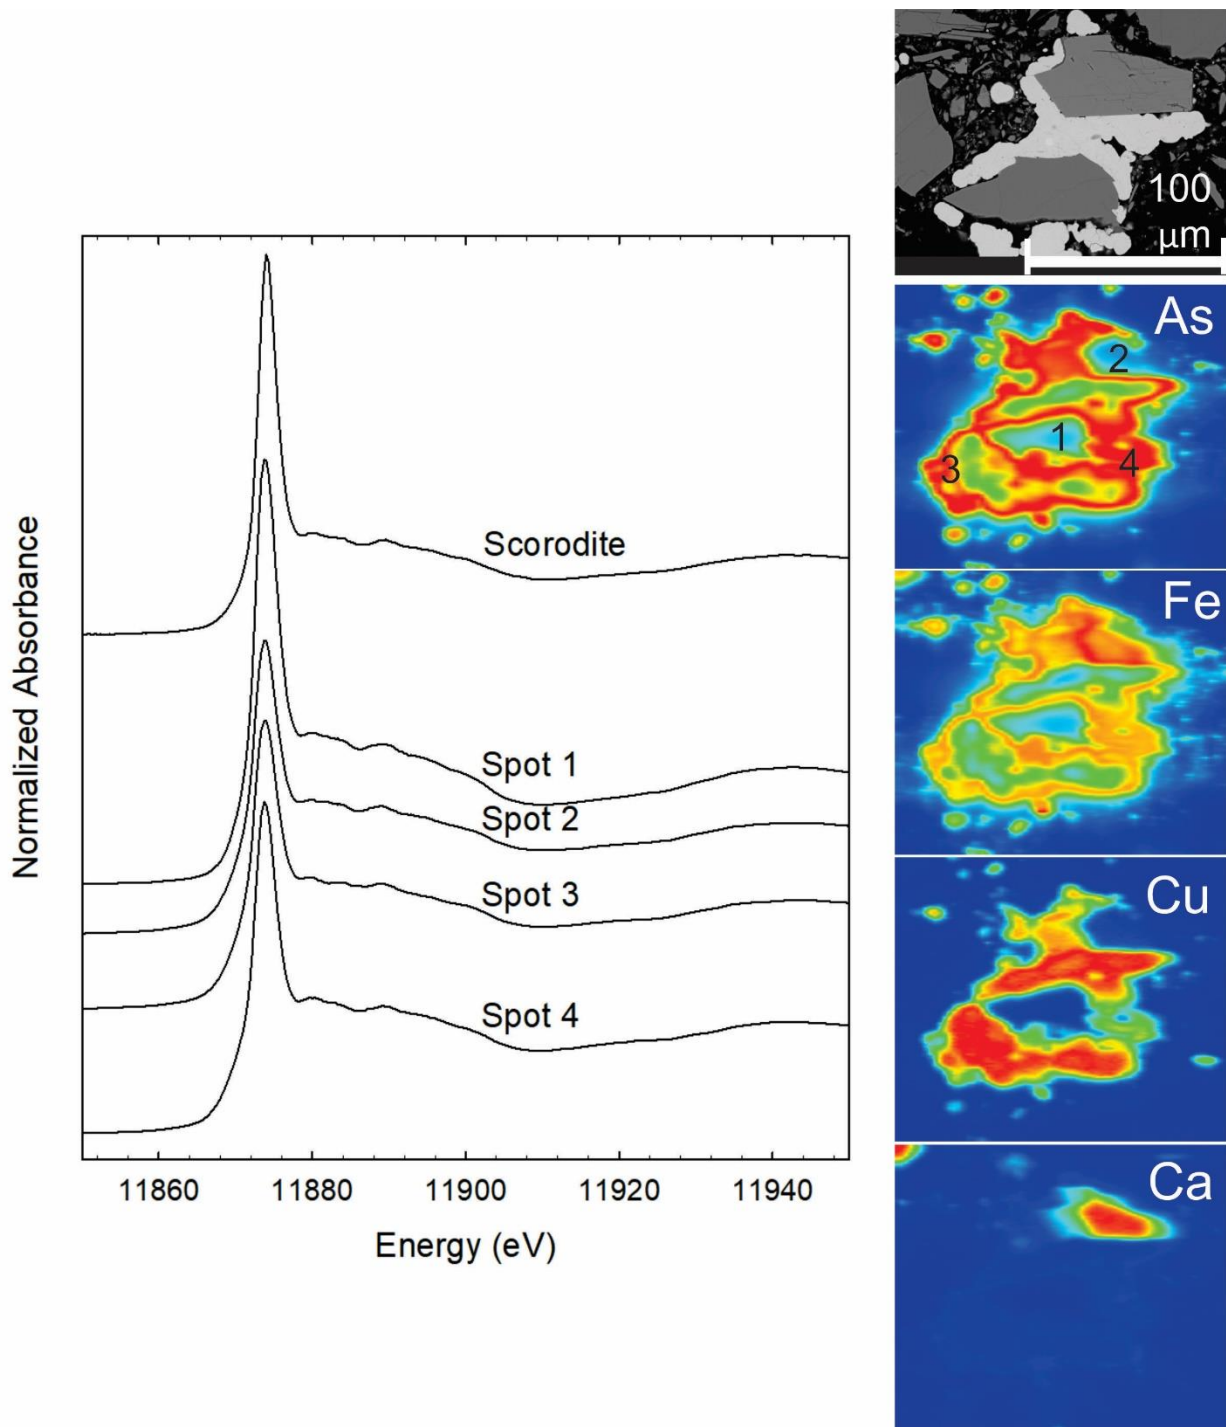 100
μm
As
2
1
3
4
Fe
Cu
Ca
Normalized Absorbance
Scorodite
Spot 1
Spot 2
Spot 3
Spot 4
11860 11880 11900 11920 11940
Energy (eV)